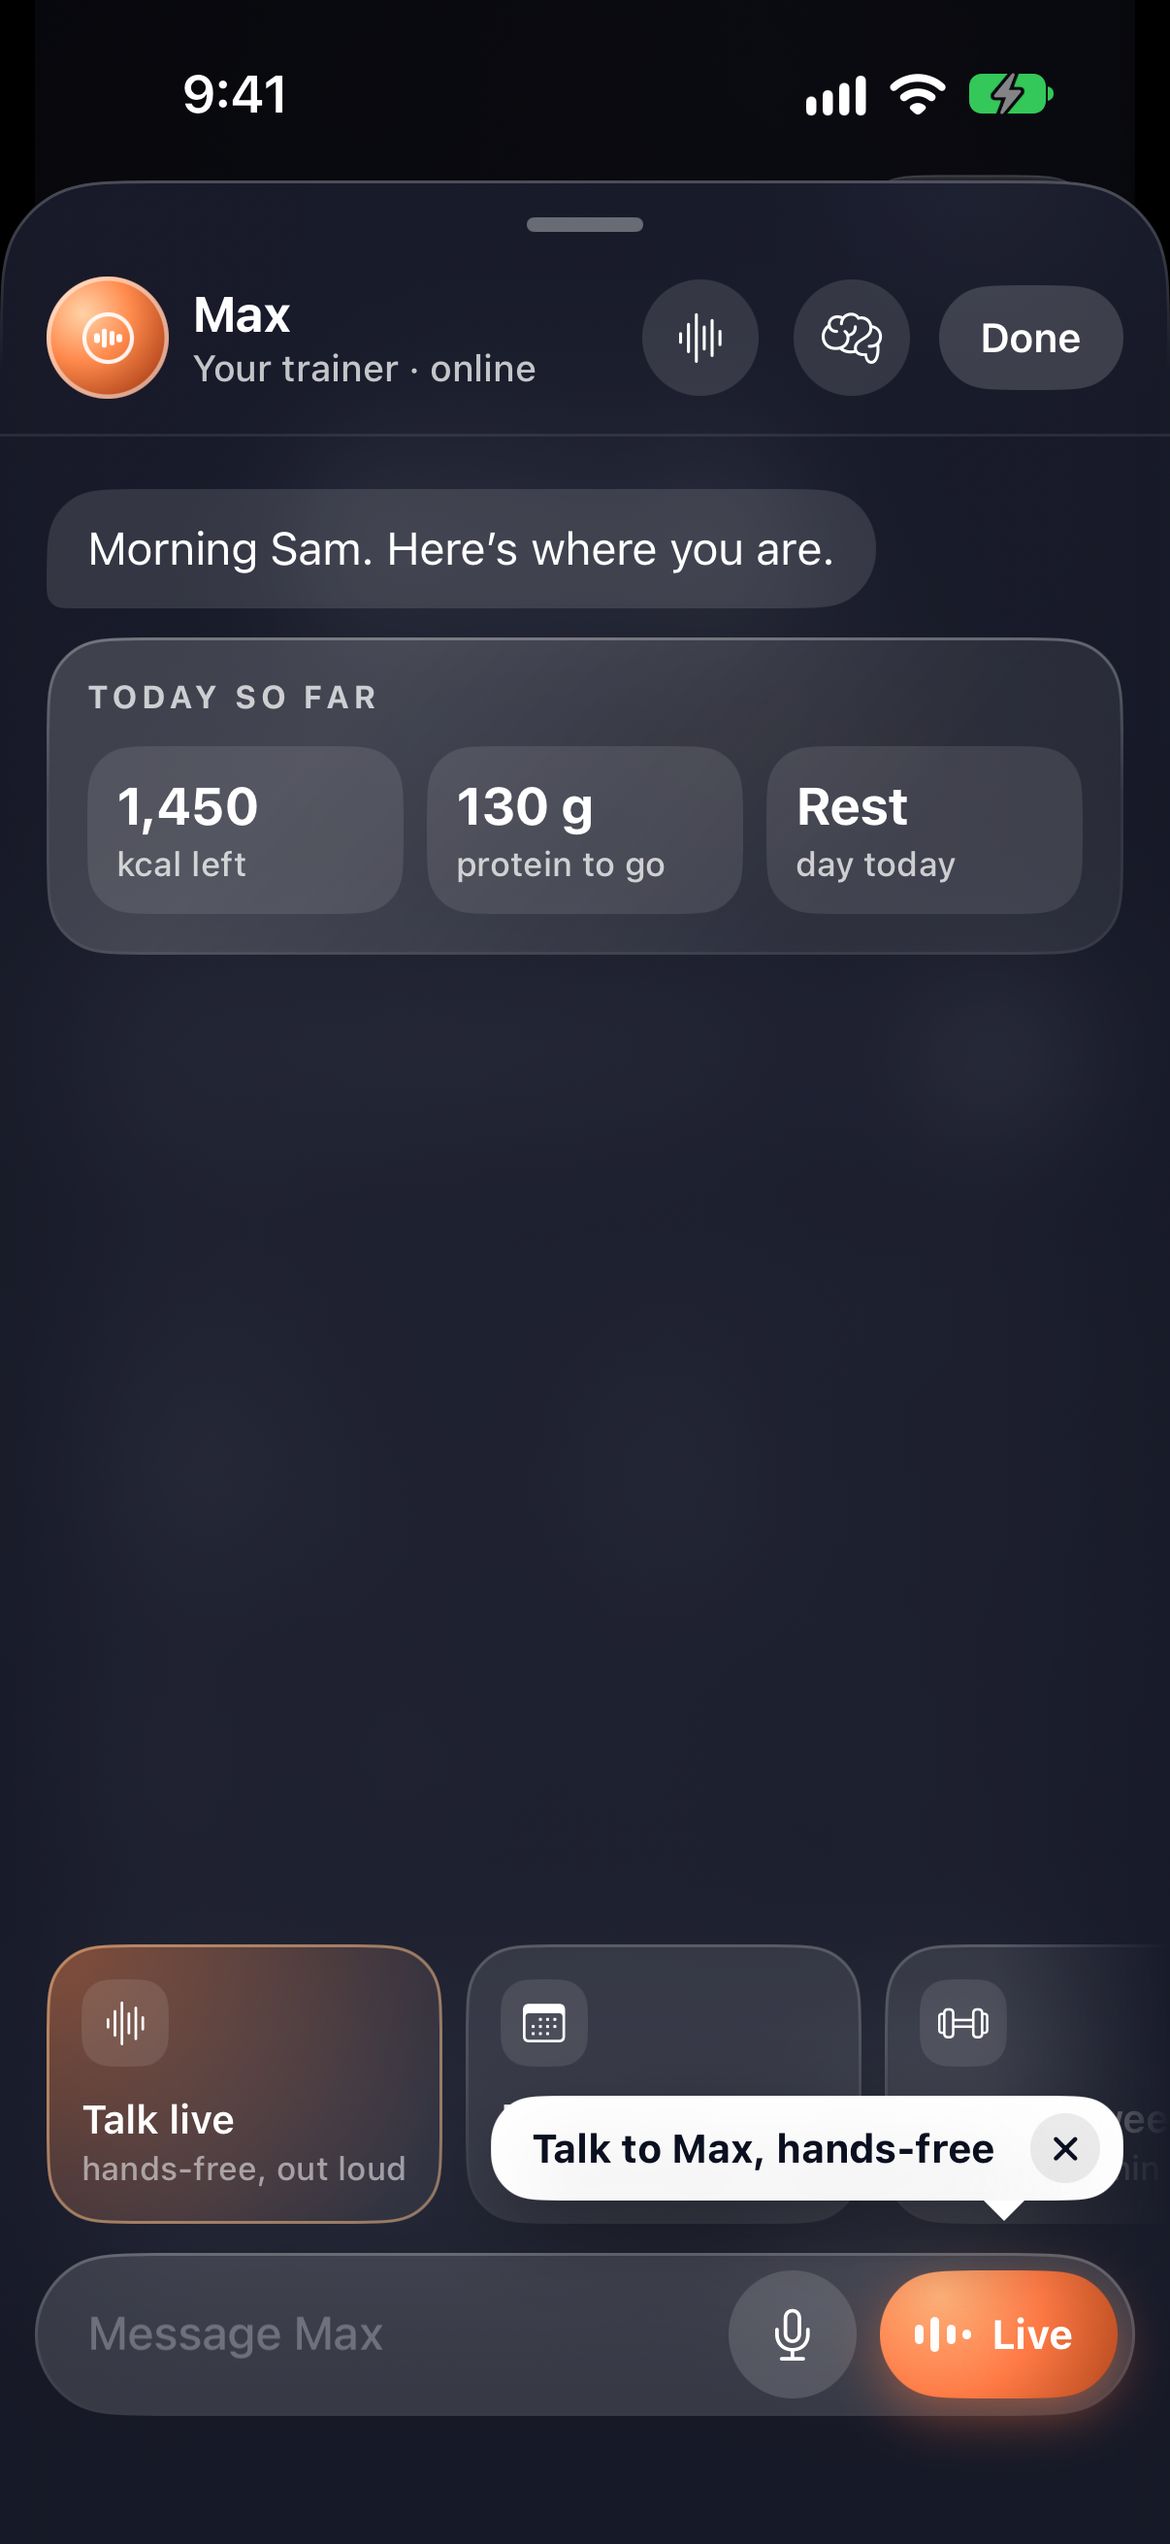 9:41
Max
Your trainer · online
Done
Morning Sam. Here’s where you are.
TODAY SO FAR
1,450
kcal left
130 g
protein to go
Rest
day today
Talk live
hands-free, out loud
Talk to Max, hands-free
Message Max
Live